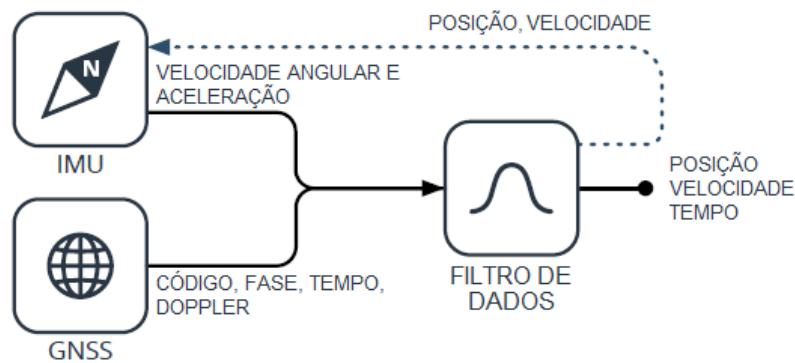 POSIÇÃO, VELOCIDADE
N
VELOCIDADE ANGULAR E
ACELERAÇÃO
IMU
POSIÇÃO
VELOCIDADE
TEMPO
FILTRO DE
DADOS
CÓDIGO, FASE, TEMPO,
DOPPLER
GNSS